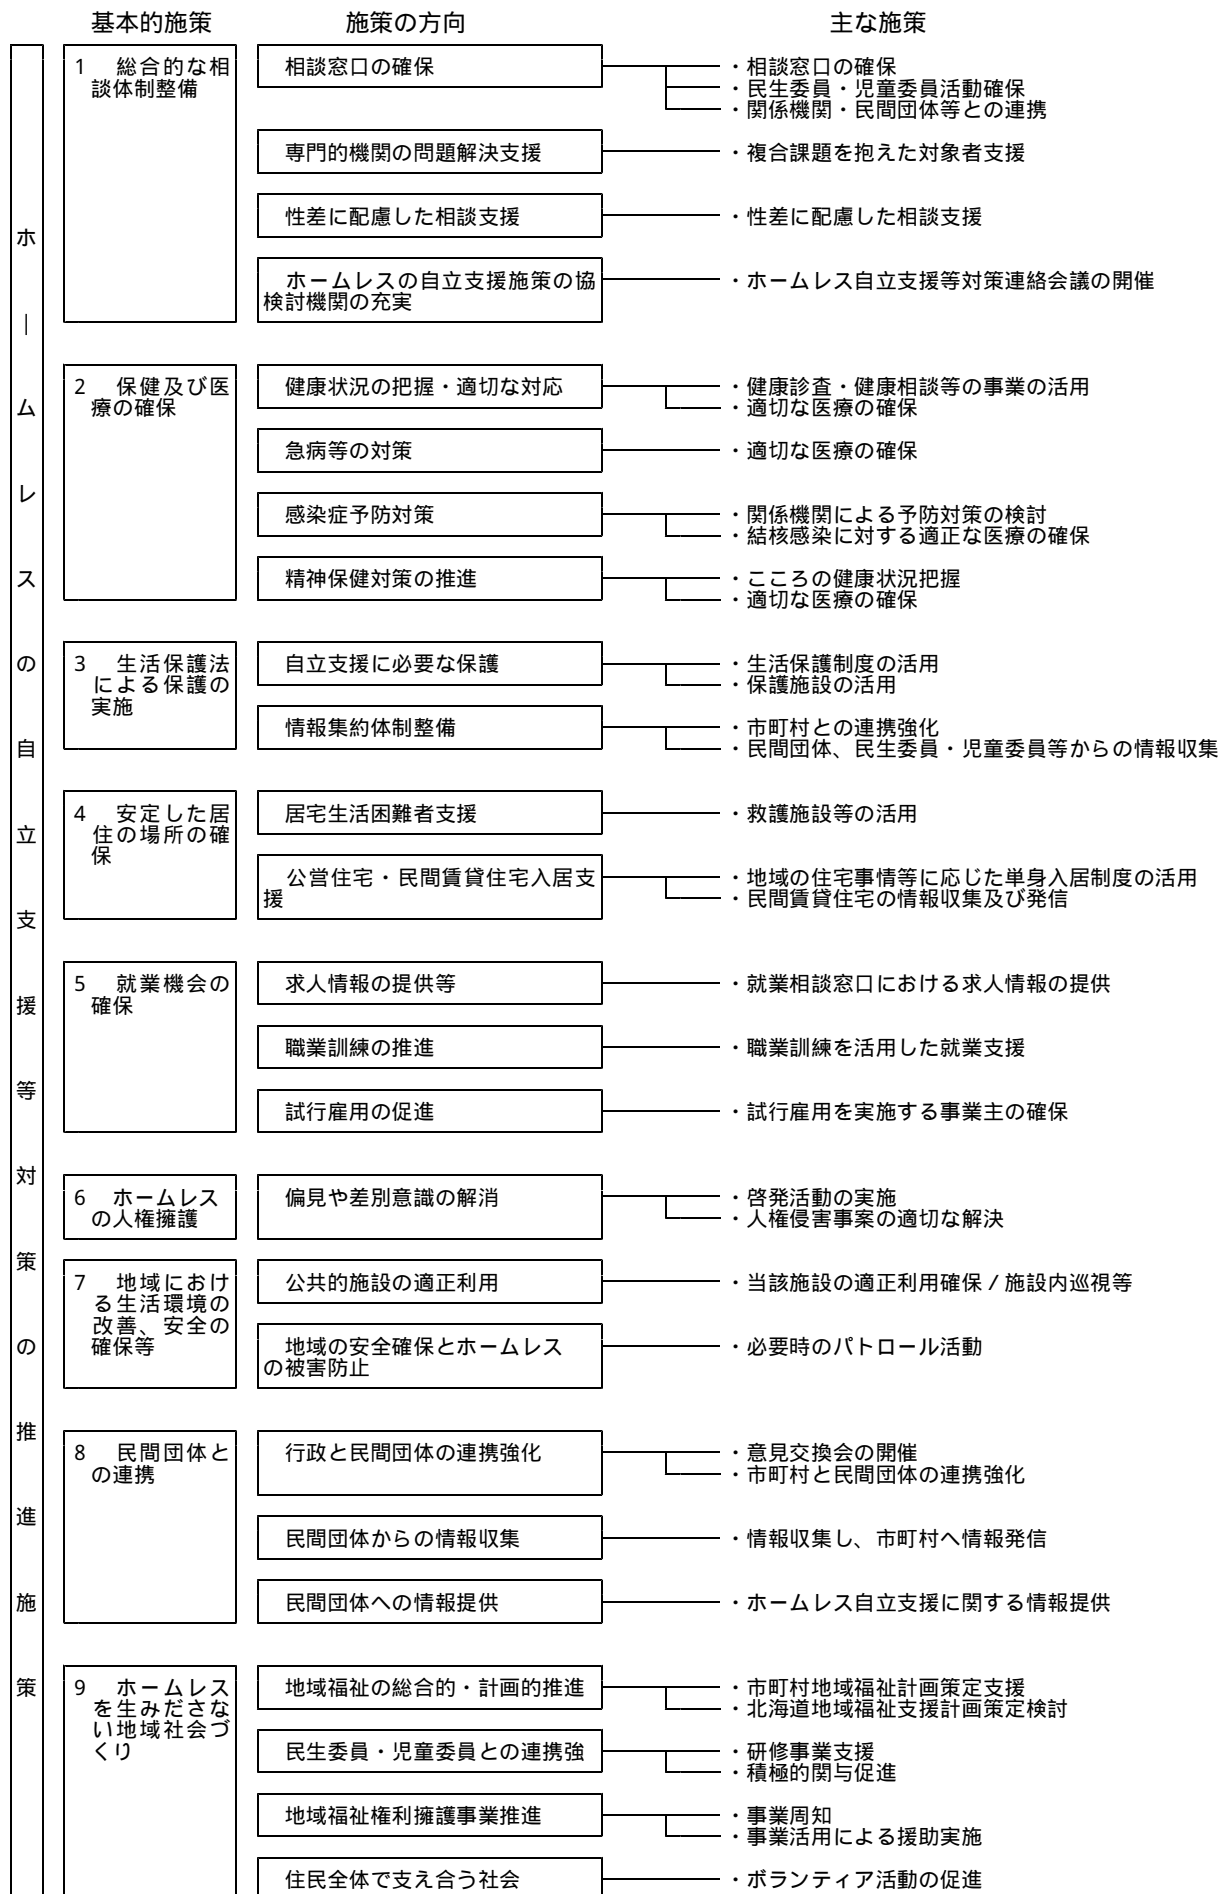 基本的施策 施策の方向 主な施策
ホームレスの自立支援等対策の推進施策
1 総合的な相
談体制整備
相談窓口の確保
・相談窓口の確保
・民生委員・児童委員活動確保
・関係機関・民間団体等との連携
専門的機関の問題解決支援
・複合課題を抱えた対象者支援
性差に配慮した相談支援
・性差に配慮した相談支援
ホームレスの自立支援施策の協
検討機関の充実
・ホームレス自立支援等対策連絡会議の開催
2 保健及び医
療の確保
健康状況の把握・適切な対応
・健康診査・健康相談等の事業の活用
・適切な医療の確保
急病等の対策
・適切な医療の確保
感染症予防対策
・関係機関による予防対策の検討
・結核感染に対する適正な医療の確保
精神保健対策の推進
・こころの健康状況把握
・適切な医療の確保
3 生活保護法
による保護の
実施
自立支援に必要な保護
・生活保護制度の活用
・保護施設の活用
情報集約体制整備
・市町村との連携強化
・民間団体、民生委員・児童委員等からの情報収集
4 安定した居
住の場所の確
保
居宅生活困難者支援
・救護施設等の活用
公営住宅・民間賃貸住宅入居支
援
・地域の住宅事情等に応じた単身入居制度の活用
・民間賃貸住宅の情報収集及び発信
5 就業機会の
確保
求人情報の提供等
・就業相談窓口における求人情報の提供
職業訓練の推進
・職業訓練を活用した就業支援
試行雇用の促進
・試行雇用を実施する事業主の確保
6 ホームレス
の人権擁護
偏見や差別意識の解消
・啓発活動の実施
・人権侵害事案の適切な解決
7 地域におけ
る生活環境の
改善、安全の
確保等
公共的施設の適正利用
・当該施設の適正利用確保/施設内巡視等
地域の安全確保とホームレス
の被害防止
・必要時のパトロール活動
8 民間団体と
の連携
行政と民間団体の連携強化
・意見交換会の開催
・市町村と民間団体の連携強化
民間団体からの情報収集
・情報収集し、市町村へ情報発信
民間団体への情報提供
・ホームレス自立支援に関する情報提供
9 ホームレス
を生みださな
い地域社会づ
くり
地域福祉の総合的・計画的推進
・市町村地域福祉計画策定支援
・北海道地域福祉支援計画策定検討
民生委員・児童委員との連携強
・研修事業支援
・積極的関与促進
地域福祉権利擁護事業推進
・事業周知
・事業活用による援助実施
住民全体で支え合う社会
・ボランティア活動の促進